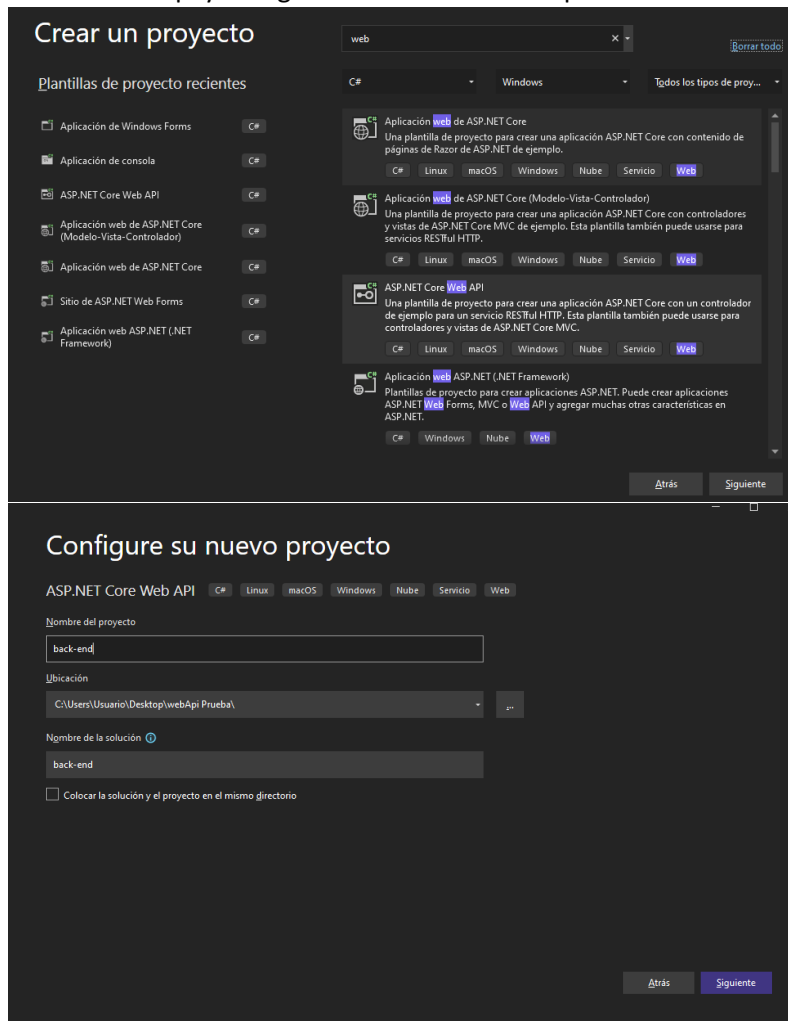 Crear un proyecto
web
Borrar todo
Plantillas de proyecto recientes
C#
Windows
Todos los tipos de proy...
Aplicación de Windows Forms
C#
Aplicación de consola
C#
ASP.NET Core Web API
C#
Aplicación web de ASP.NET Core
(Modelo-Vista-Controlador)
C#
Aplicación web de ASP.NET Core
C#
Sitio de ASP.NET Web Forms
C#
Aplicación web ASP.NET (.NET
Framework)
C#
Aplicación web de ASP.NET Core
Una plantilla de proyecto para crear una aplicación ASP.NET Core con contenido de
páginas de Razor de ASP.NET de ejemplo.
C# Linux macOS Windows Nube Servicio Web
Aplicación web de ASP.NET Core (Modelo-Vista-Controlador)
Una plantilla de proyecto para crear una aplicación ASP.NET Core con controladores
y vistas de ASP.NET Core MVC de ejemplo. Esta plantilla también puede usarse para
servicios RESTful HTTP.
C# Linux macOS Windows Nube Servicio Web
ASP.NET Core Web API
Una plantilla de proyecto para crear una aplicación ASP.NET Core con un controlador
de ejemplo para un servicio RESTful HTTP. Esta plantilla también puede usarse para
controladores y vistas de ASP.NET Core MVC.
C# Linux macOS Windows Nube Servicio Web
Aplicación web ASP.NET (.NET Framework)
Plantillas de proyecto para crear aplicaciones ASP.NET. Puede crear aplicaciones
ASP.NET Web Forms, MVC o Web API y agregar muchas otras características en
ASP.NET.
C# Windows Nube Web
Atrás
Siguiente
Configure su nuevo proyecto
ASP.NET Core Web API C# Linux macOS Windows Nube Servicio Web
Nombre del proyecto
back-end
Ubicación
C:\Users\Usuario\Desktop\webApi Prueba\
...
Nombre de la solución
back-end
Colocar la solución y el proyecto en el mismo directorio
Atrás
Siguiente